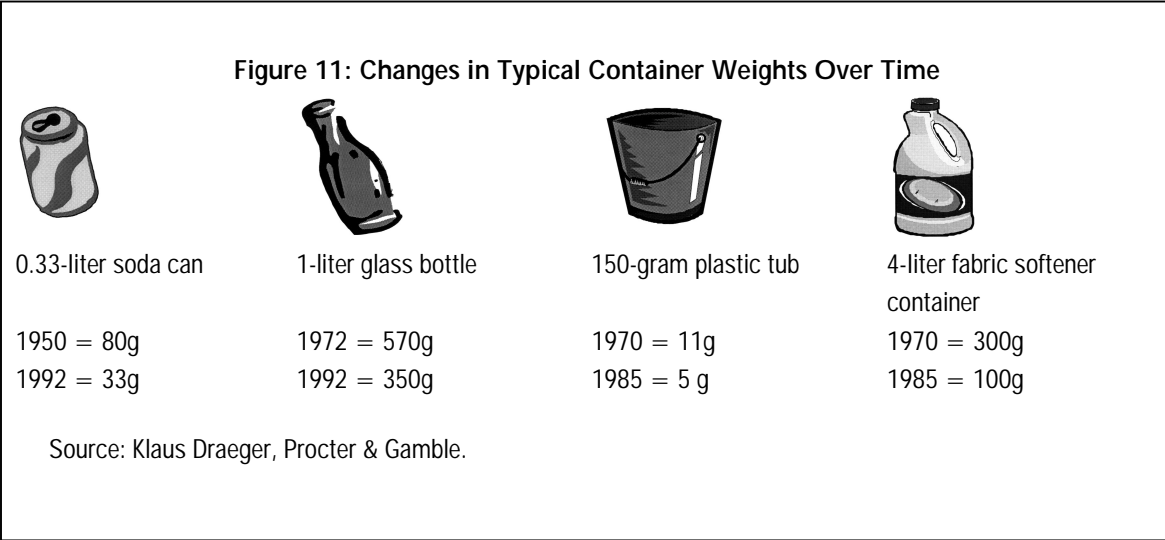 Figure 11: Changes in Typical Container Weights Over Time
0.33-liter soda can
1950 = 80g
1992 = 33g
1-liter glass bottle
1972 = 570g
1992 = 350g
150-gram plastic tub
1970 = 11g
1985 = 5 g
4-liter fabric softener
container
1970 = 300g
1985 = 100g
Source: Klaus Draeger, Procter & Gamble.